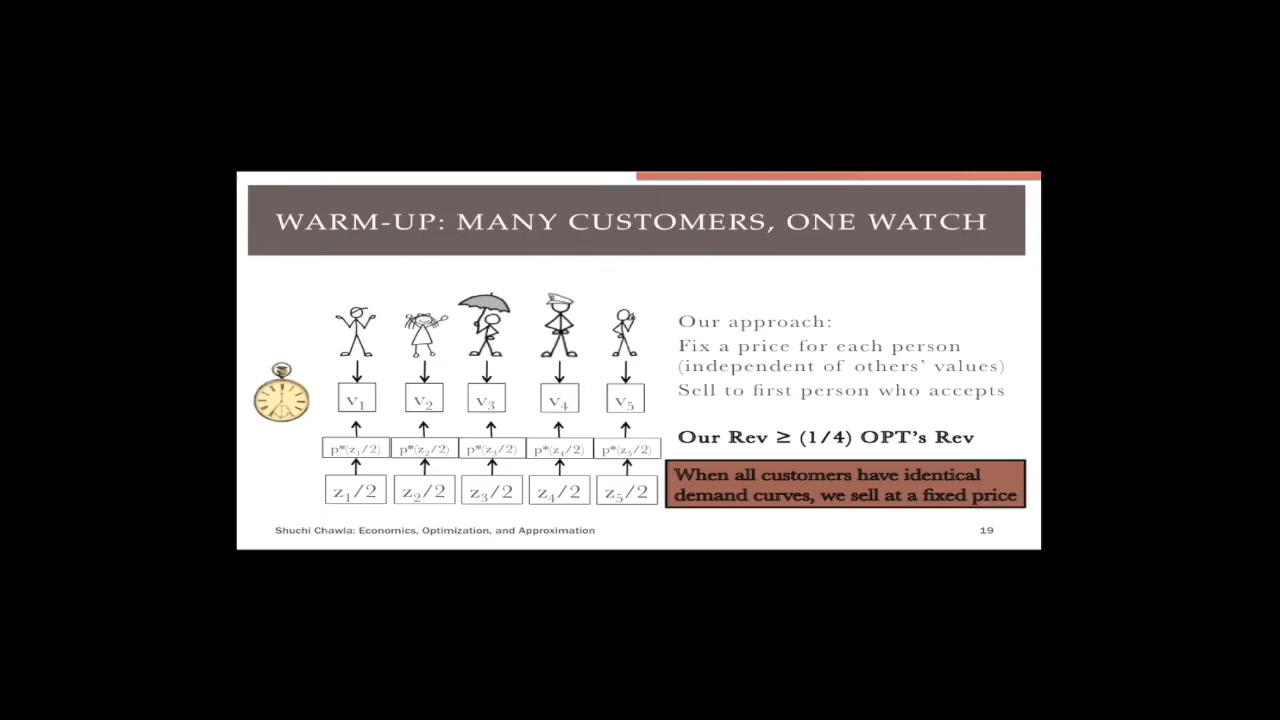 WARM-UP: MANY CUSTOMERS, ONE WATCH
Our approach:
Fix a price for each person
(independent of others' values)
Sell to first person who accepts
v₁ v₂ v₃ v₄ v₅
Our Rev ≥ (1/4) OPT's Rev
p*(z₁/2) p*(z₂/2) p*(z₃/2) p*(z₄/2) p*(z₅/2)
When all customers have identical
demand curves, we sell at a fixed price
z₁/2 z₂/2 z₃/2 z₄/2 z₅/2
Shuchi Chawla: Economics, Optimization, and Approximation
19